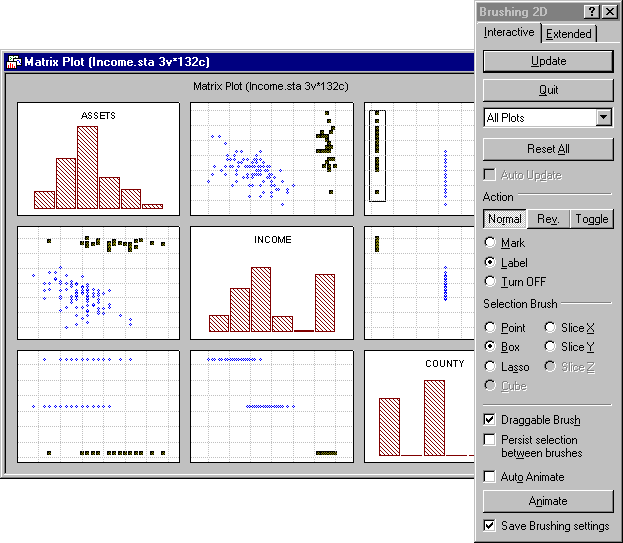 Brushing 2D
Interactive
Extended
Update
Quit
All Plots
Reset All
Auto Update
Action
Normal
Rev.
Toggle
Mark
Label
Turn OFF
Selection Brush
Point
Slice X
Box
Slice Y
Lasso
Slice Z
Cube
Draggable Brush
Persist selection
between brushes
Auto Animate
Animate
Save Brushing settings
Matrix Plot (Income.sta 3v*132c)
Matrix Plot (Income.sta 3v*132c)
ASSETS
INCOME
COUNTY